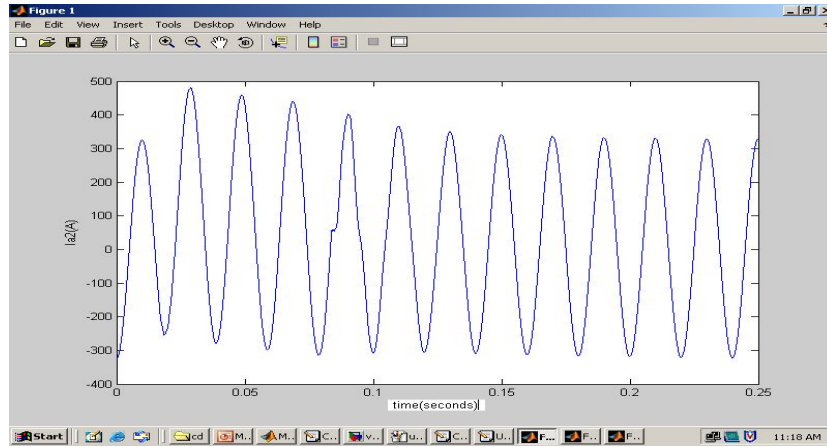 Figure 1
File Edit View Insert Tools Desktop Window Help
500
400
300
200
100
0
-100
-200
-300
-400
Ia2(A)
0 0.05 0.1 0.15 0.2 0.25
time(seconds)
Start cd M.. M.. C.. v.. u.. C.. U.. F... F.. F.. 11:18 AM